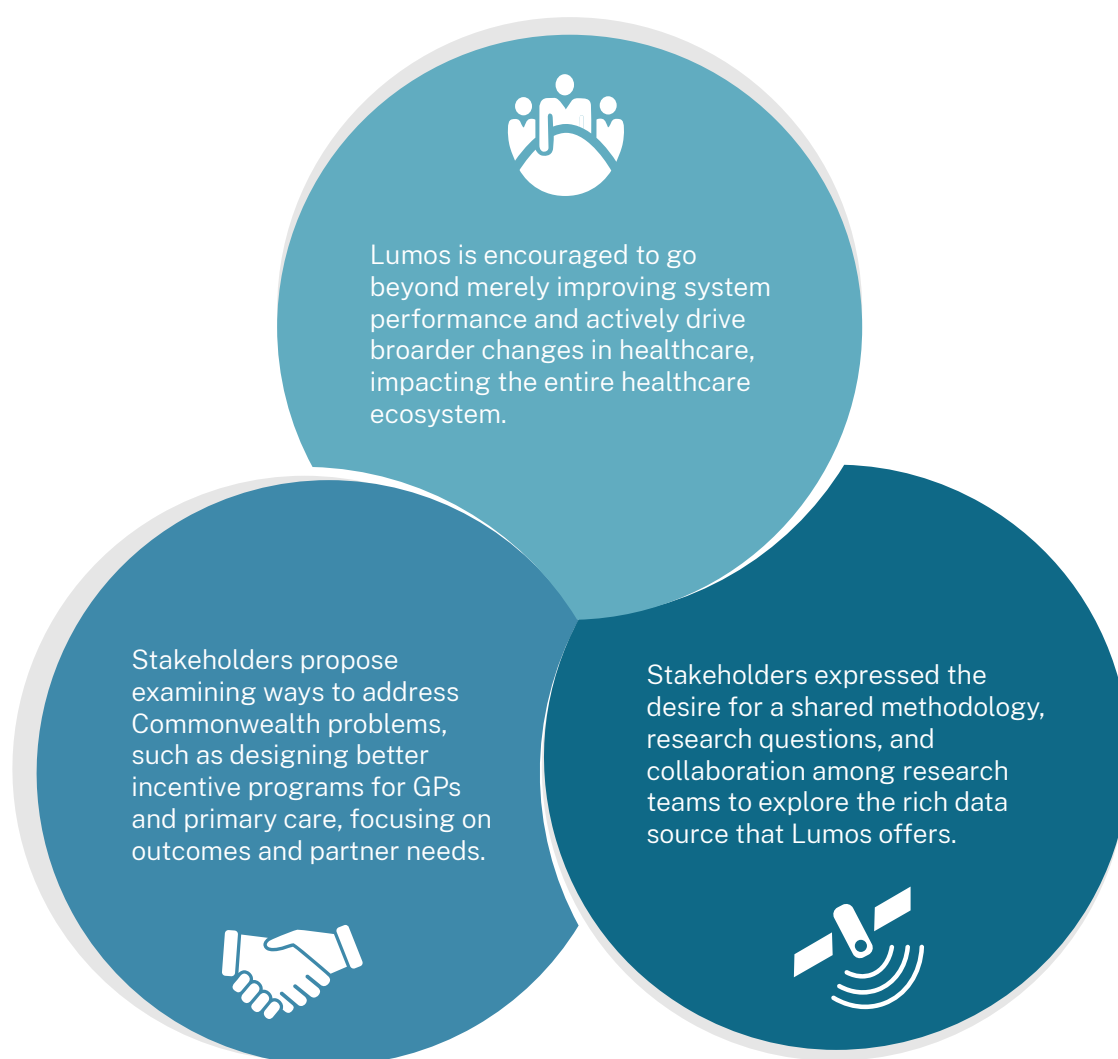 Lumos is encouraged to go
beyond merely improving system
performance and actively drive
broarder changes in healthcare,
impacting the entire healthcare
ecosystem.
Stakeholders propose
examining ways to address
Commonwealth problems,
such as designing better
incentive programs for GPs
and primary care, focusing on
outcomes and partner needs.
Stakeholders expressed the
desire for a shared methodology,
research questions, and
collaboration among research
teams to explore the rich data
source that Lumos offers.